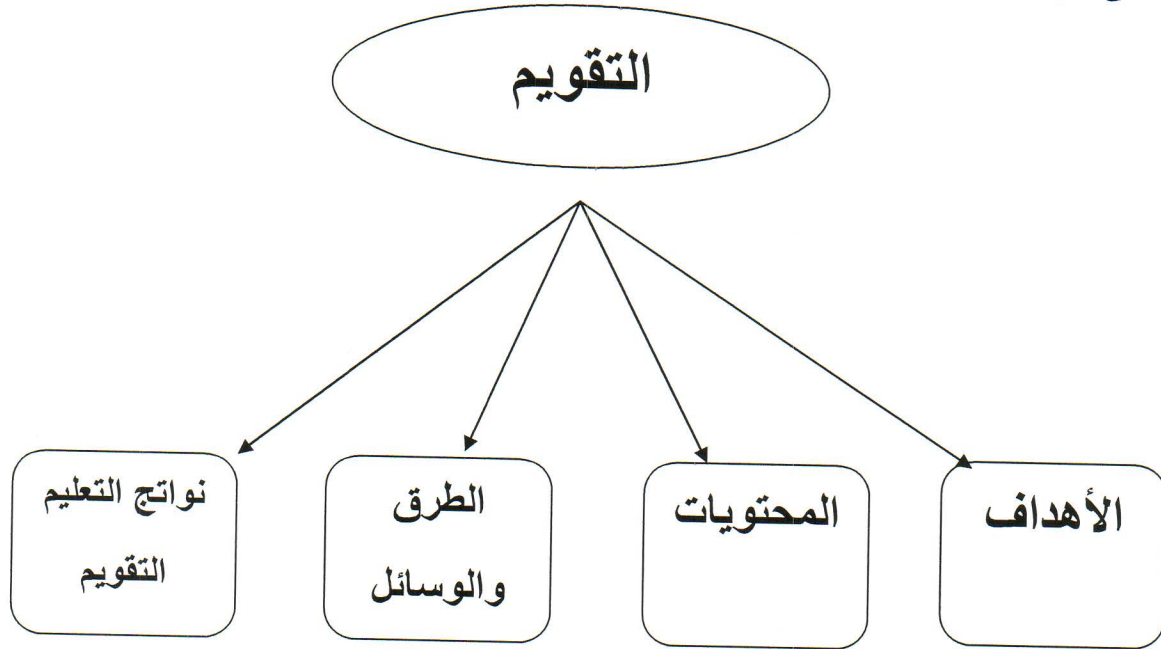 التقويم
الأهداف
المحتويات
الطرق
والوسائل
نواتج التعليم
التقويم